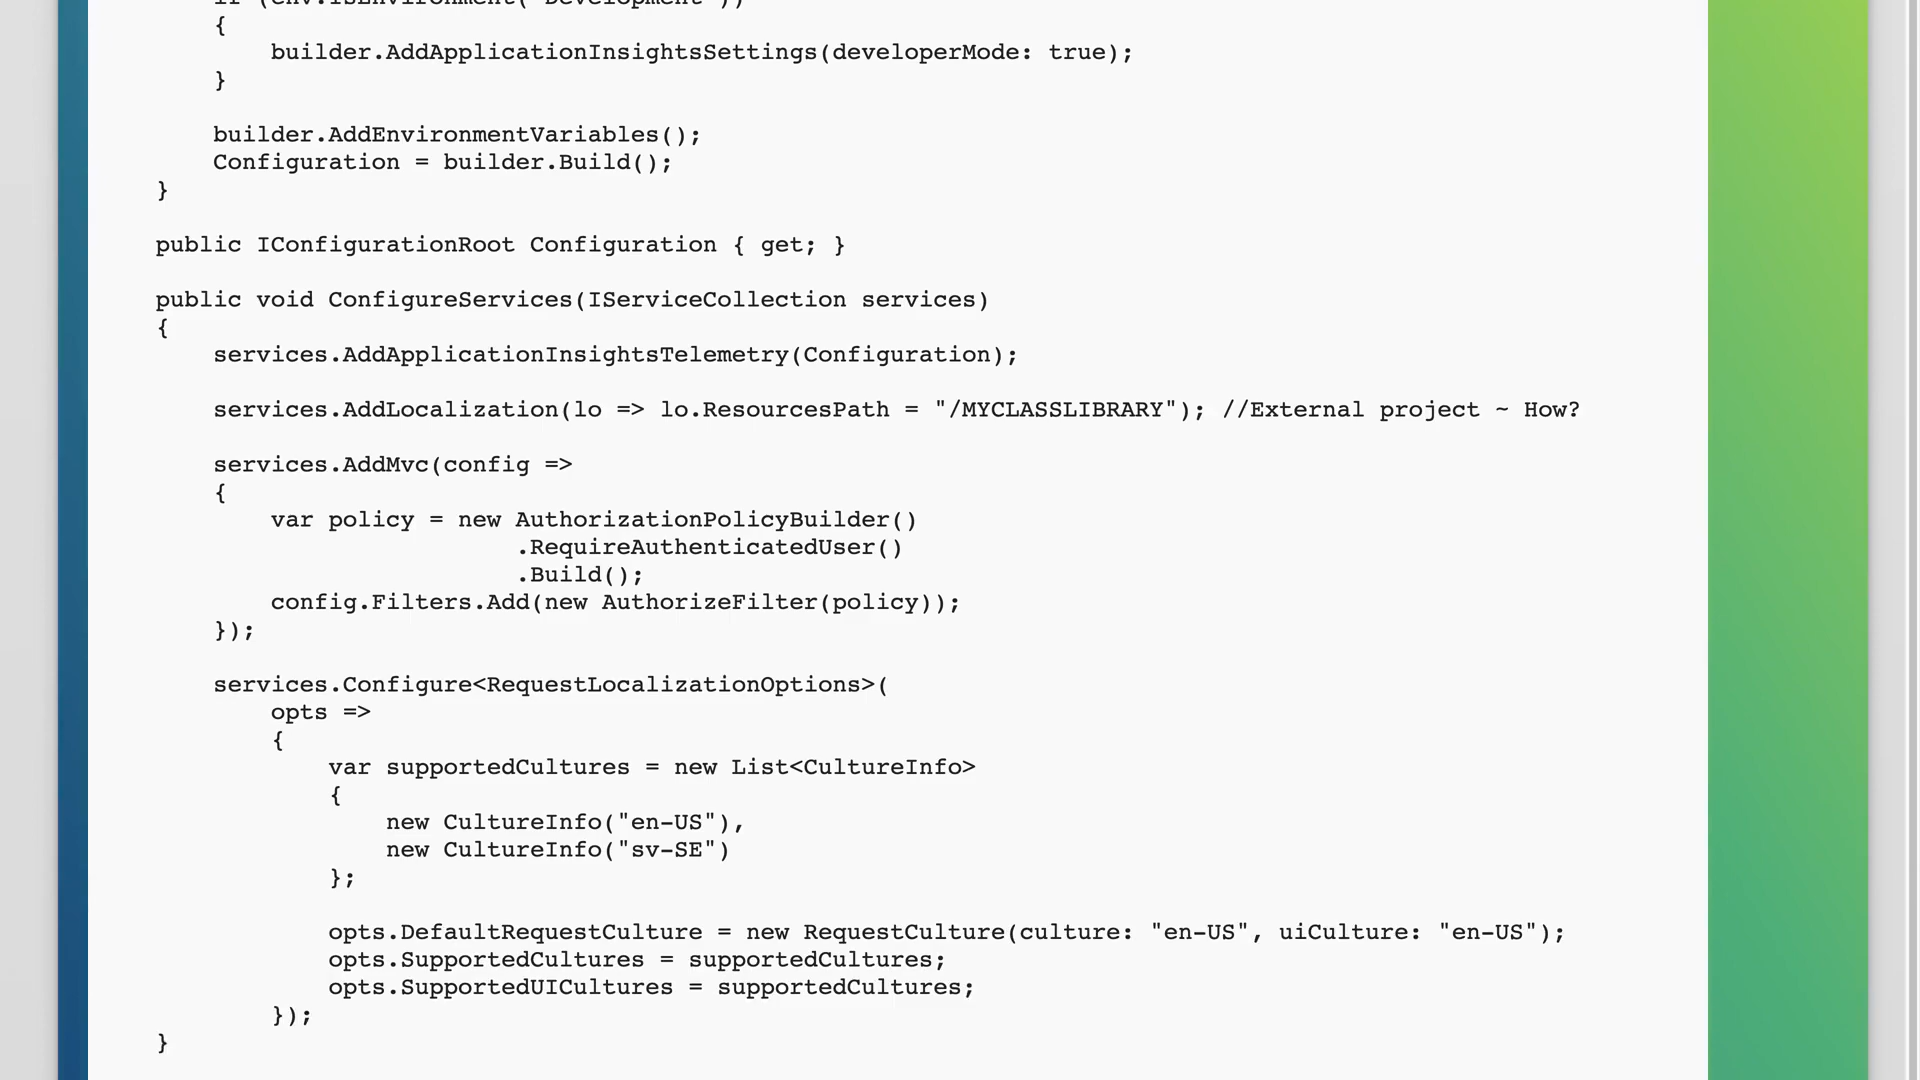 if (env.IsEnvironment("Development"))
{
builder.AddApplicationInsightsSettings(developerMode: true);
}
builder.AddEnvironmentVariables();
Configuration = builder.Build();
}
public IConfigurationRoot Configuration { get; }
public void ConfigureServices(IServiceCollection services)
{
services.AddApplicationInsightsTelemetry(Configuration);
services.AddLocalization(lo => lo.ResourcesPath = "/MYCLASSLIBRARY"); //External project ~ How?
services.AddMvc(config =>
{
var policy = new AuthorizationPolicyBuilder()
.RequireAuthenticatedUser()
.Build();
config.Filters.Add(new AuthorizeFilter(policy));
});
services.Configure<RequestLocalizationOptions>(
opts =>
{
var supportedCultures = new List<CultureInfo>
{
new CultureInfo("en-US"),
new CultureInfo("sv-SE")
};
opts.DefaultRequestCulture = new RequestCulture(culture: "en-US", uiCulture: "en-US");
opts.SupportedCultures = supportedCultures;
opts.SupportedUICultures = supportedCultures;
});
}